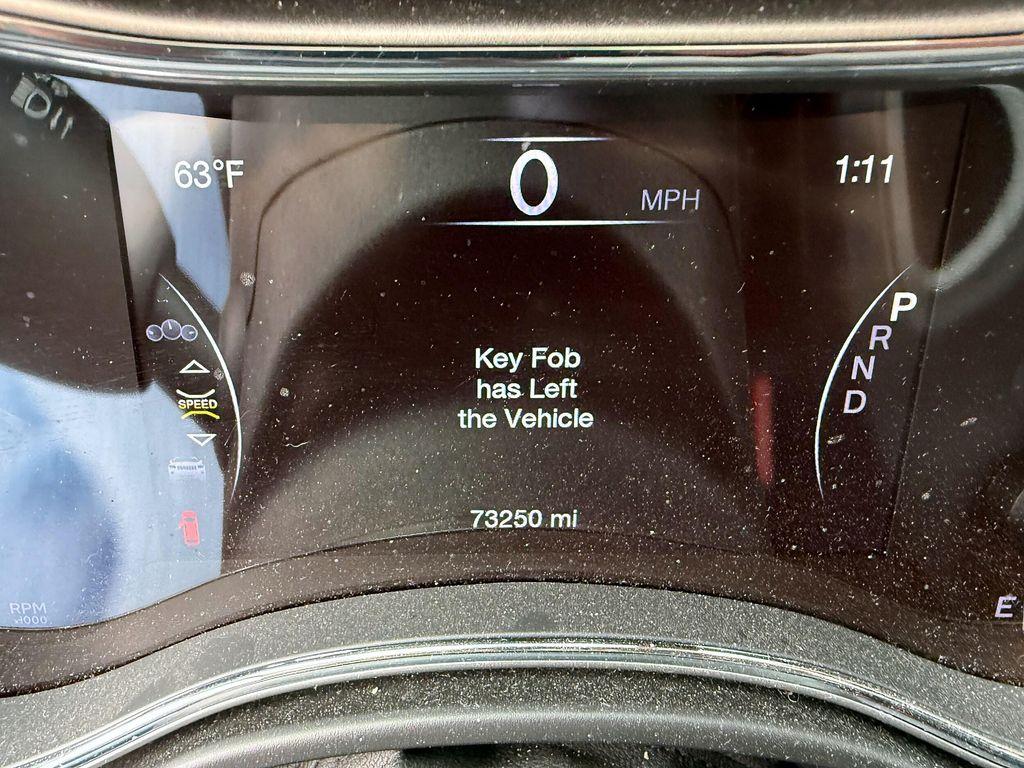 63°F
0
MPH
1:11
P
R
N
D
SPEED
Key Fob
has Left
the Vehicle
73250 mi
RPM
x1000
E